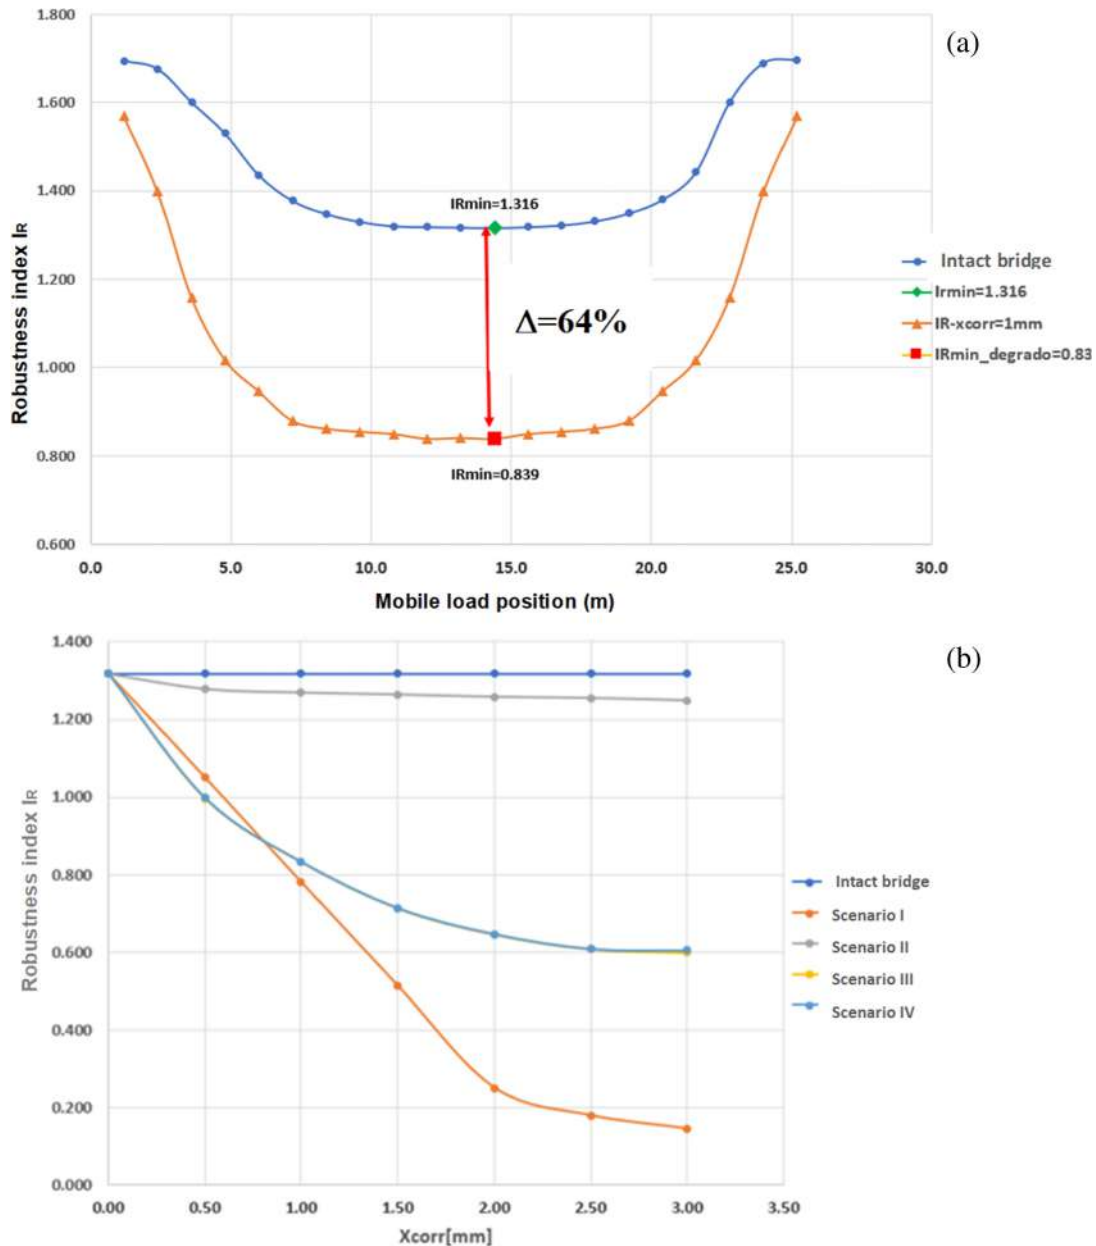 (a)
1.800
1.600
1.400
1.200
1.000
0.800
0.600
Robustness index IR
0.0 5.0 10.0 15.0 20.0 25.0 30.0
Mobile load position (m)
IRmin=1.316
Δ=64%
IRmin=0.839
Intact bridge
Irmin=1.316
IR-xcorr=1mm
IRmin_degrado=0.83
(b)
1.400
1.200
1.000
0.800
0.600
0.400
0.200
0.000
Robustness index IR
0.00 0.50 1.00 1.50 2.00 2.50 3.00 3.50
Xcorr[mm]
Intact bridge
Scenario I
Scenario II
Scenario III
Scenario IV